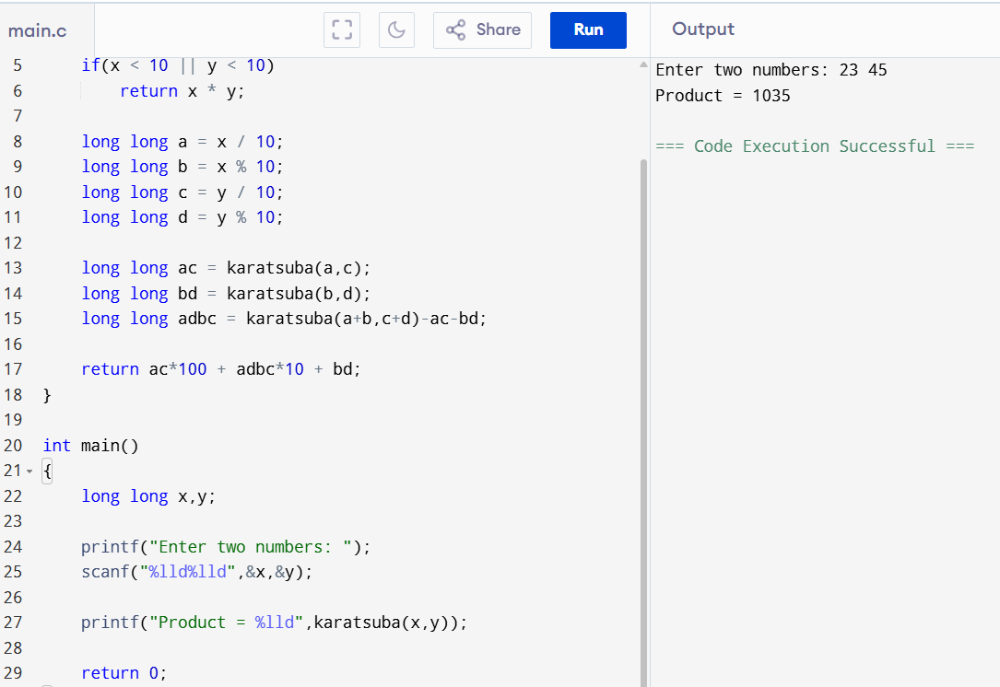 main.c
Share
Run
Output
5 if(x < 10 || y < 10)
6 return x * y;
7
8 long long a = x / 10;
9 long long b = x % 10;
10 long long c = y / 10;
11 long long d = y % 10;
12
13 long long ac = karatsuba(a,c);
14 long long bd = karatsuba(b,d);
15 long long adbc = karatsuba(a+b,c+d)-ac-bd;
16
17 return ac*100 + adbc*10 + bd;
18 }
19
20 int main()
21 {
22 long long x,y;
23
24 printf("Enter two numbers: ");
25 scanf("%lld%lld",&x,&y);
26
27 printf("Product = %lld",karatsuba(x,y));
28
29 return 0;
Enter two numbers: 23 45
Product = 1035
=== Code Execution Successful ===